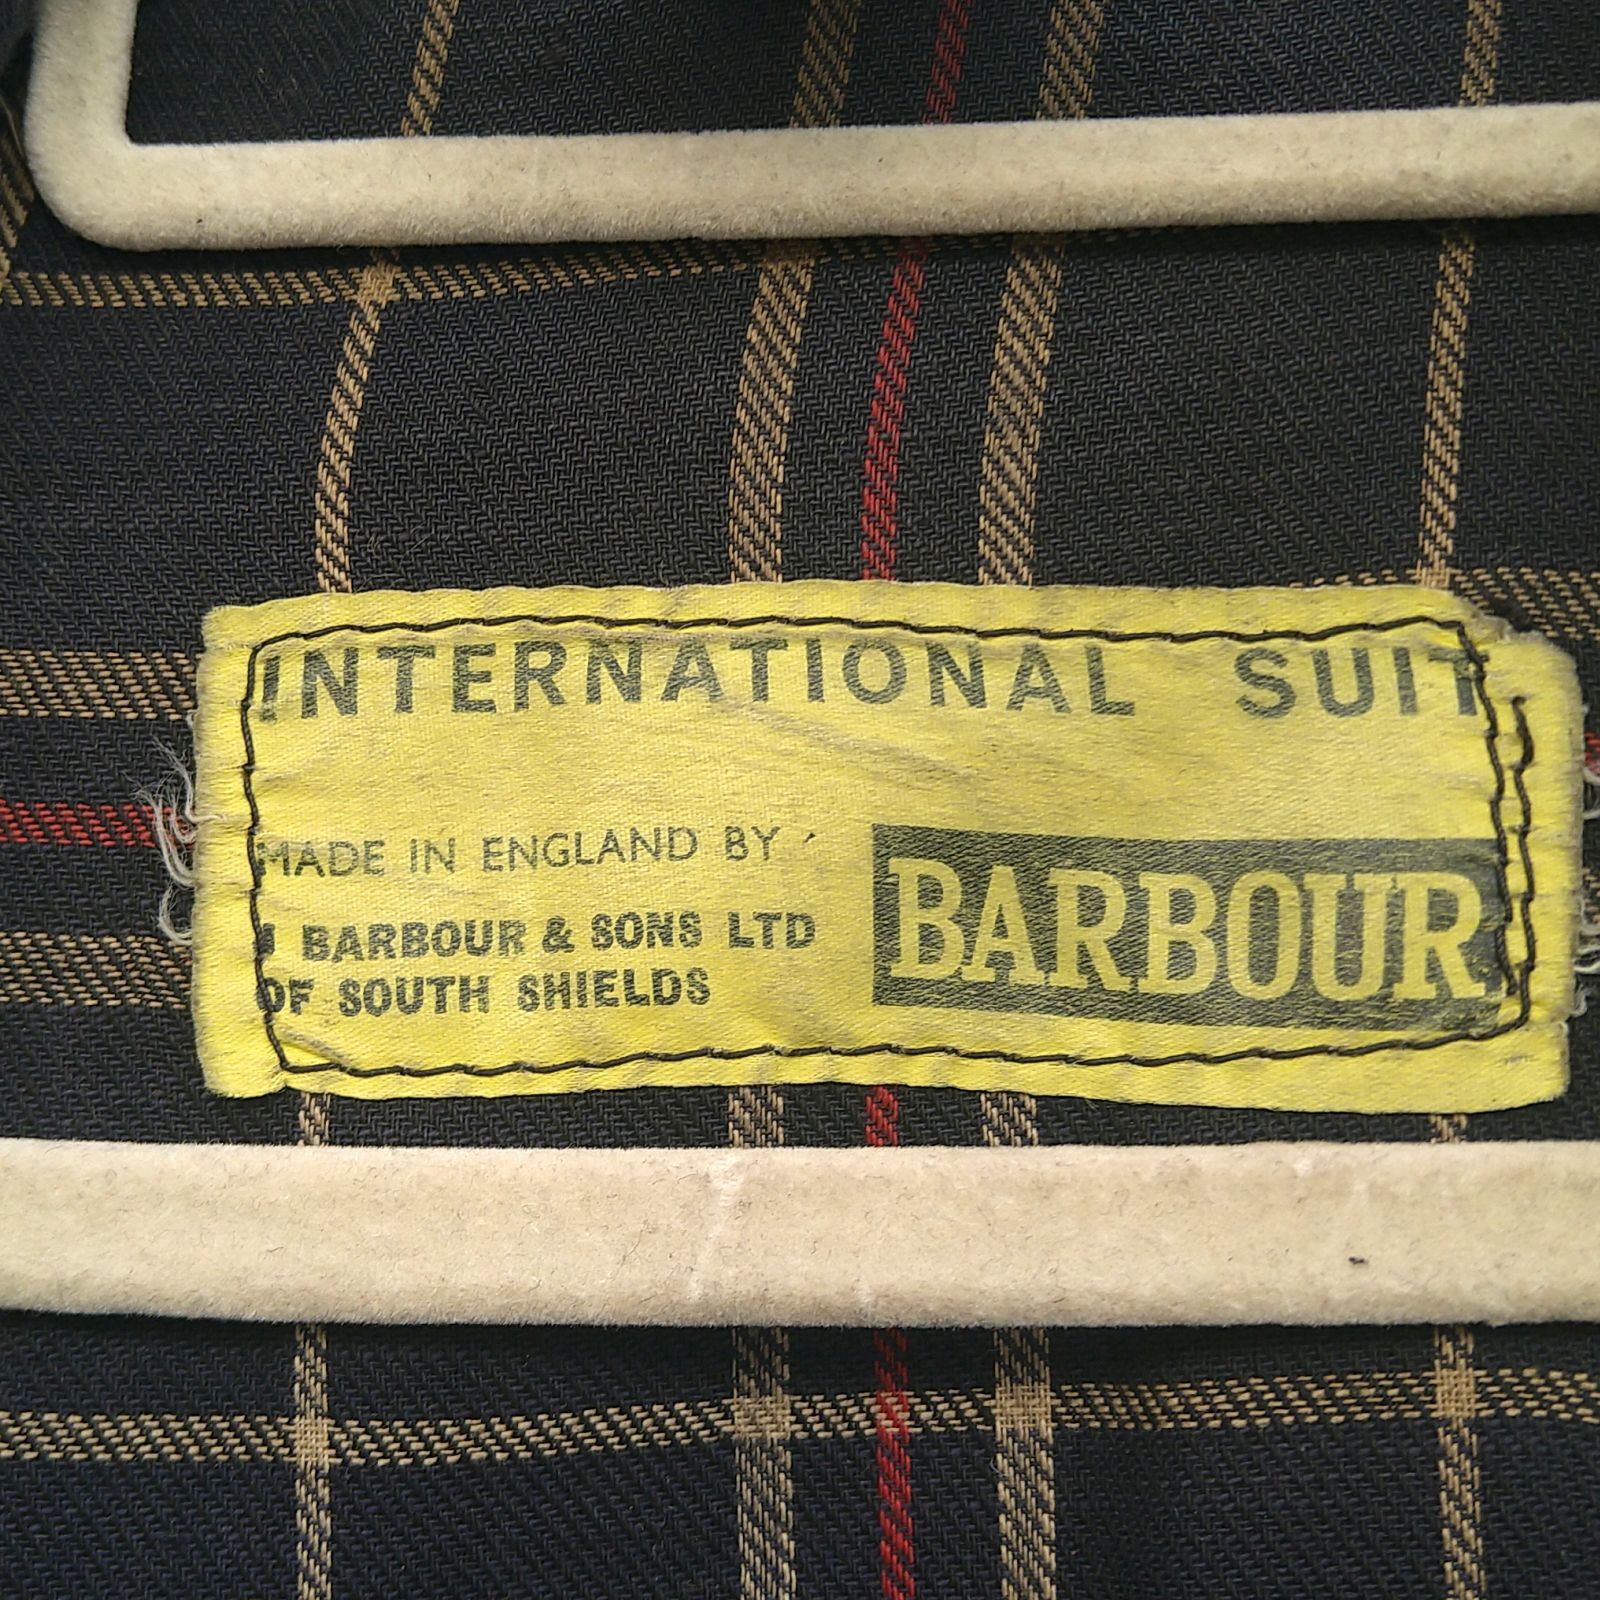 INTERNATIONAL SUIT
MADE IN ENGLAND BY
J BARBOUR & SONS LTD
OF SOUTH SHIELDS
BARBOUR